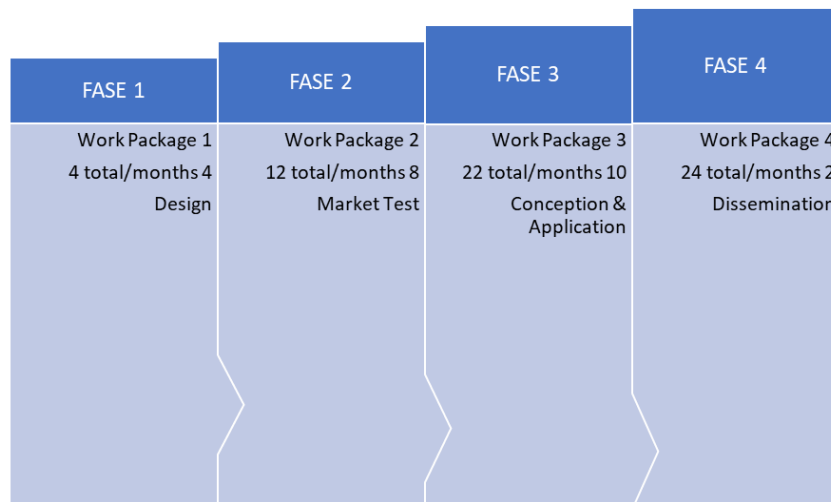 FASE 1
Work Package 1
4 total/months 4
Design
FASE 2
Work Package 2
12 total/months 8
Market Test
FASE 3
Work Package 3
22 total/months 10
Conception &
Application
FASE 4
Work Package 4
24 total/months 2
Dissemination